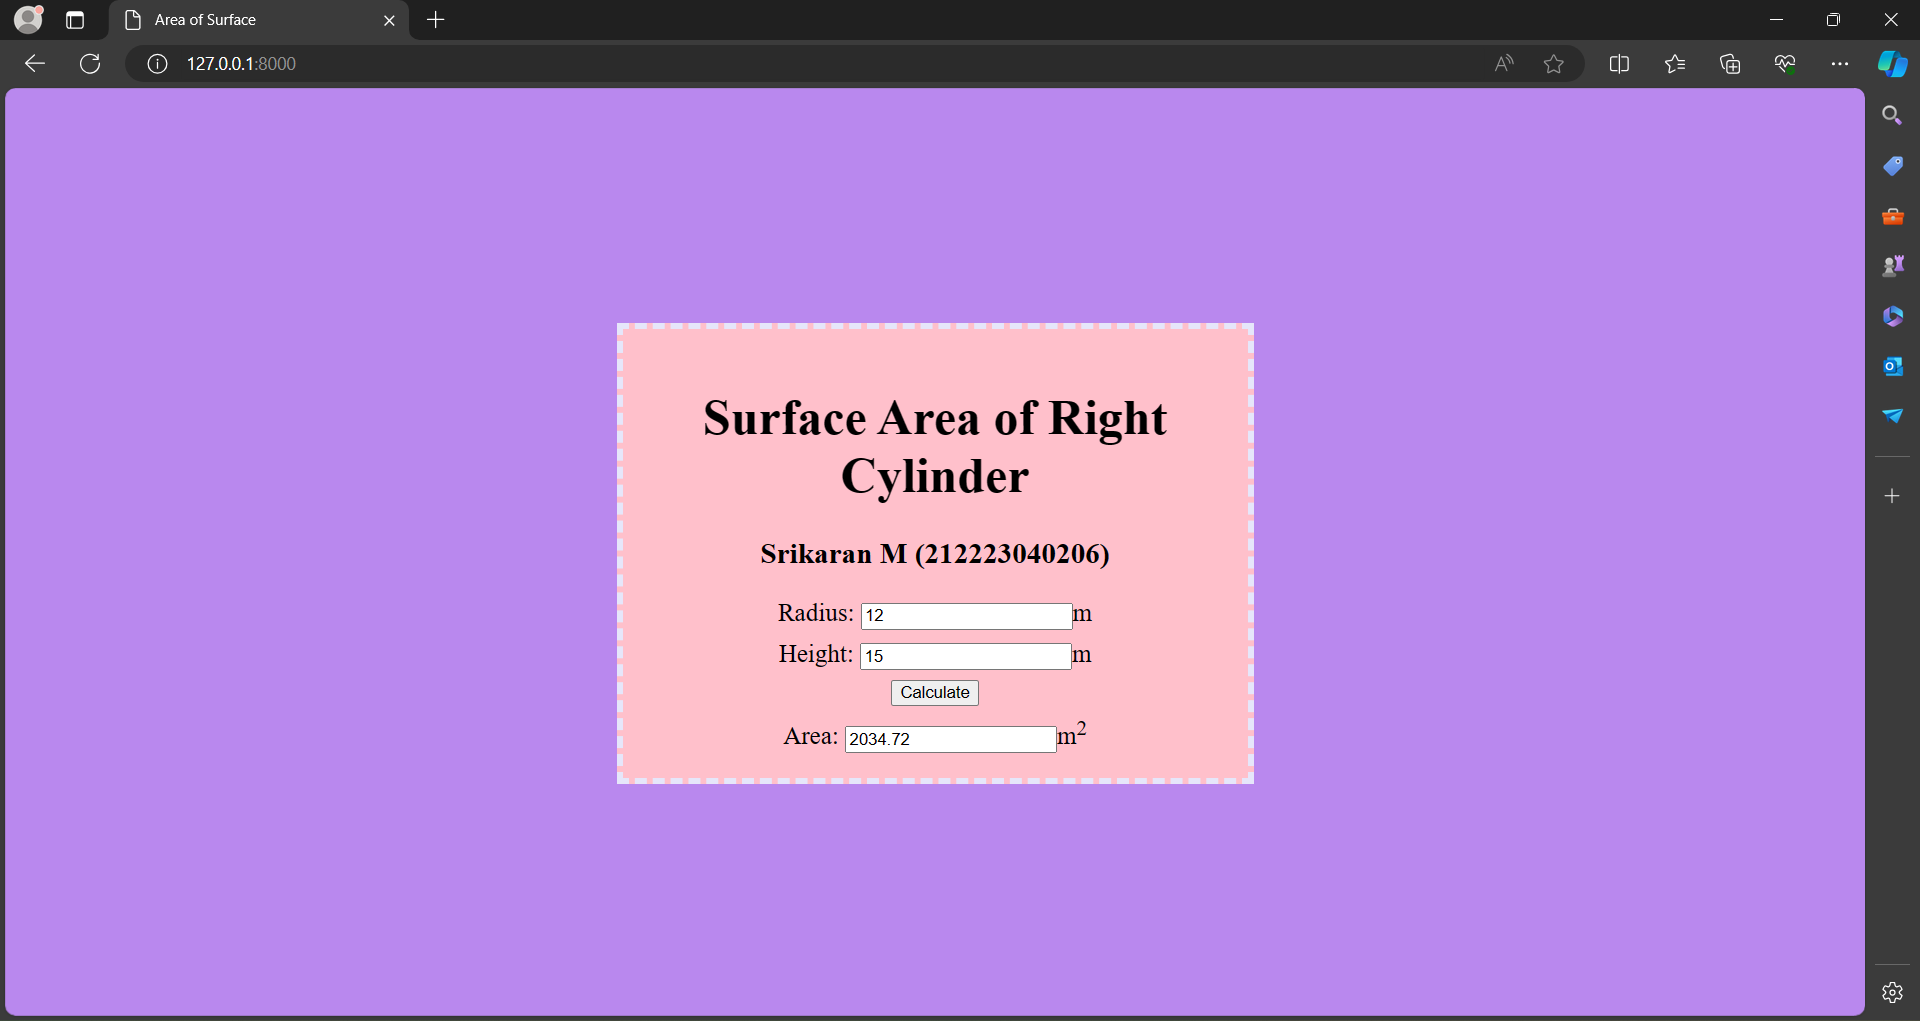 Area of Surface
127.0.0.1:8000
Surface Area of Right
Cylinder
Srikaran M (212223040206)
Radius: 12 m
Height: 15 m
Calculate
Area: 2034.72 m²